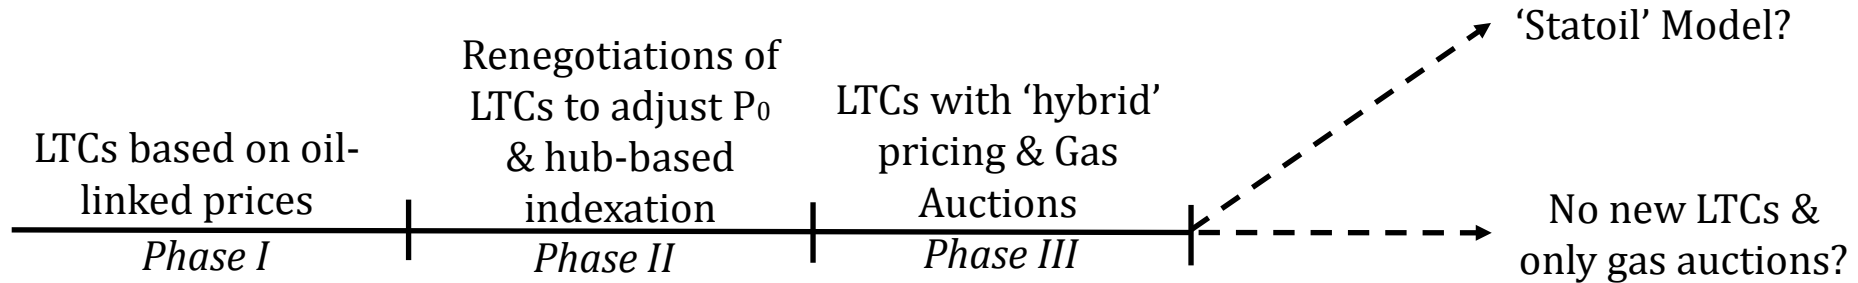 LTCs based on oil-
linked prices
Phase I
Renegotiations of
LTCs to adjust P₀
& hub-based
indexation
Phase II
LTCs with ‘hybrid’
pricing & Gas
Auctions
Phase III
‘Statoil’ Model?
No new LTCs &
only gas auctions?